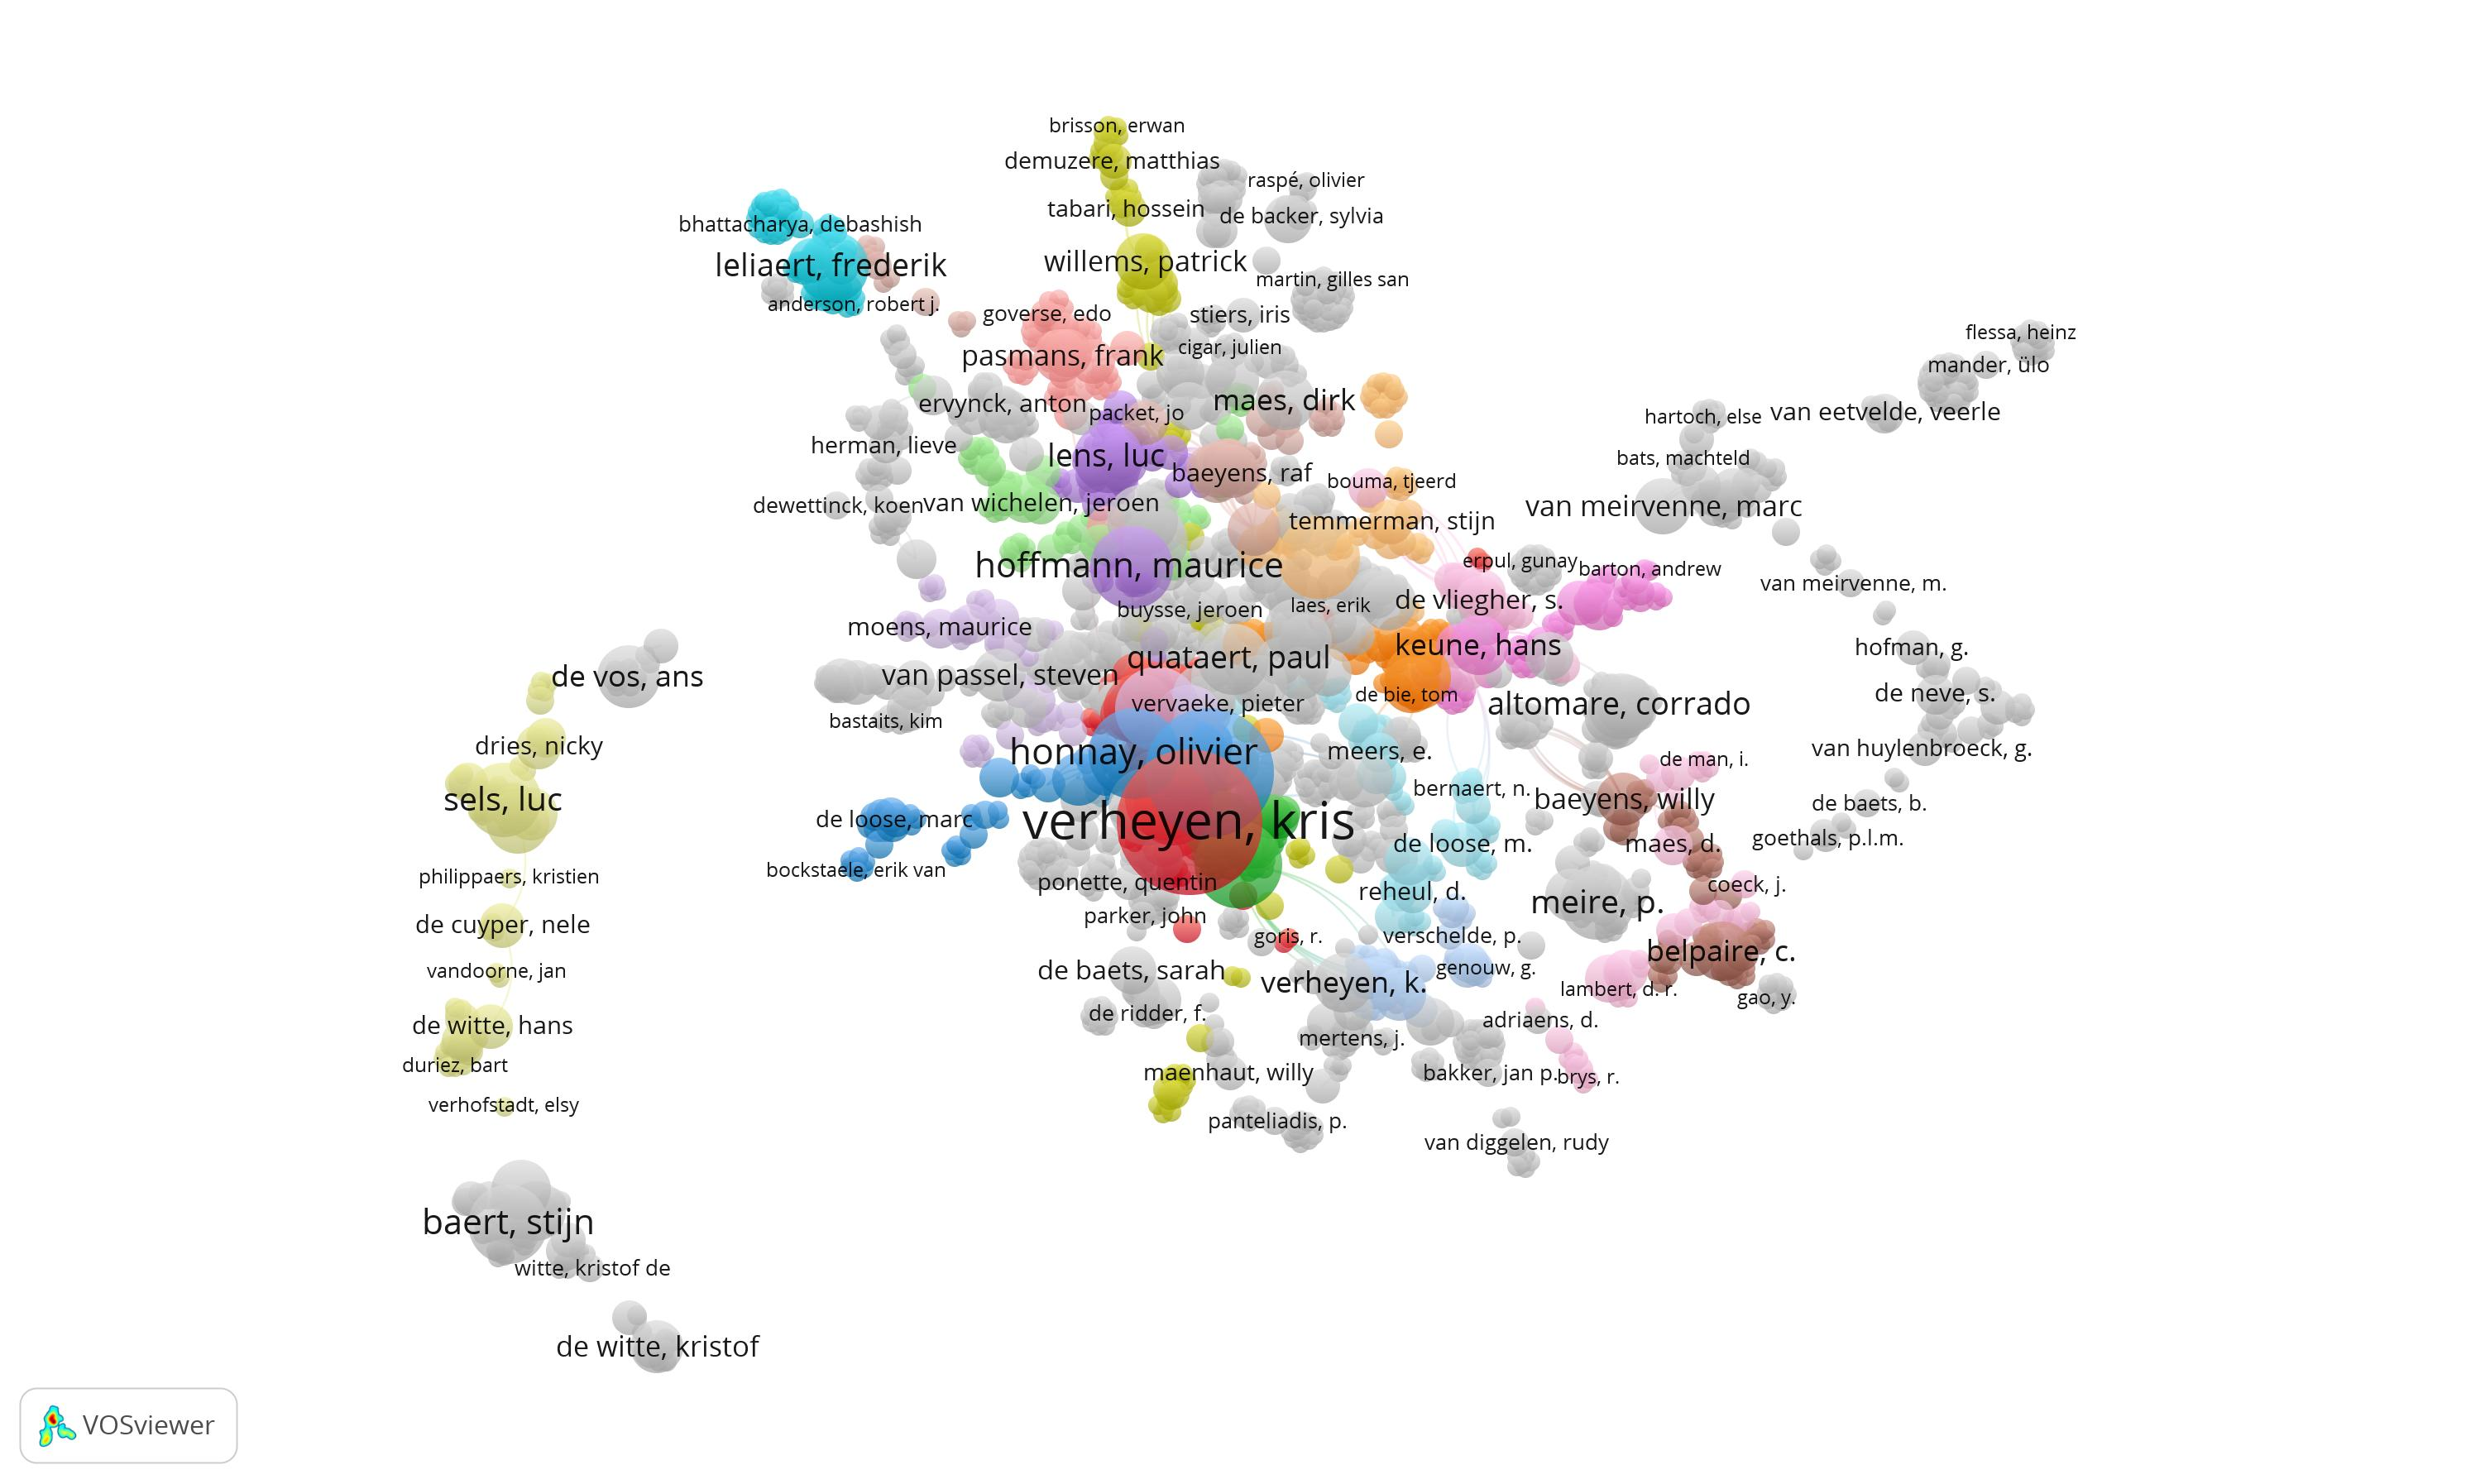 brisson, erwan
demuzere, matthias
raspé, olivier
tabari, hossein
de backer, sylvia
bhattacharya, debashish
willems, patrick
leliaert, frederik
martin, gilles san
anderson, robert j.
goverse, edo
stiers, iris
flessa, heinz
cigar, julien
pasmans, frank
mander, ülo
maes, dirk
ervynck, anton
packet, jo
van eetvelde, veerle
hartoch, else
herman, lieve
lens, luc
bats, machteld
baeyens, raf
bouma, tjeerd
van wichelen, jeroen
dewettinck, koen
van meirvenne, marc
temmerman, stijn
erpul, gunay
hoffmann, maurice
barton, andrew
van meirvenne, m.
de vliegher, s.
laes, erik
buysse, jeroen
moens, maurice
keune, hans
hofman, g.
quataert, paul
van passel, steven
de vos, ans
de neve, s.
de bie, tom
vervaeke, pieter
altomare, corrado
bastaits, kim
dries, nicky
van huylenbroeck, g.
meers, e.
honnay, olivier
de man, i.
bernaert, n.
sels, luc
baeyens, willy
de baets, b.
de loose, marc
verheyen, kris
goethals, p.l.m.
de loose, m.
maes, d.
bockstaele, erik van
philippaers, kristien
ponette, quentin
coeck, j.
reheul, d.
meire, p.
parker, john
de cuyper, nele
goris, r.
verschelde, p.
belpaire, c.
genouw, g.
de baets, sarah
vandoorne, jan
verheyen, k.
lambert, d. r.
gao, y.
de ridder, f.
adriaens, d.
de witte, hans
mertens, j.
duriez, bart
maenhaut, willy
bakker, jan p.
brys, r.
verhofstadt, elsy
panteliadis, p.
van diggelen, rudy
baert, stijn
witte, kristof de
de witte, kristof
VOSviewer